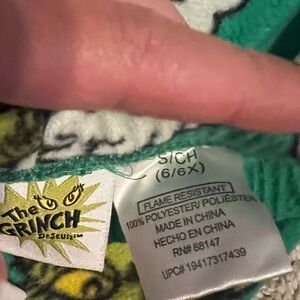 The
GRINCH
Dr. Seuss
S/CH
(6/6X)
FLAME RESISTANT
100% POLYESTER/ POLIÉSTER
MADE IN CHINA
HECHO EN CHINA
RN# 88147
UPC# 19417317439